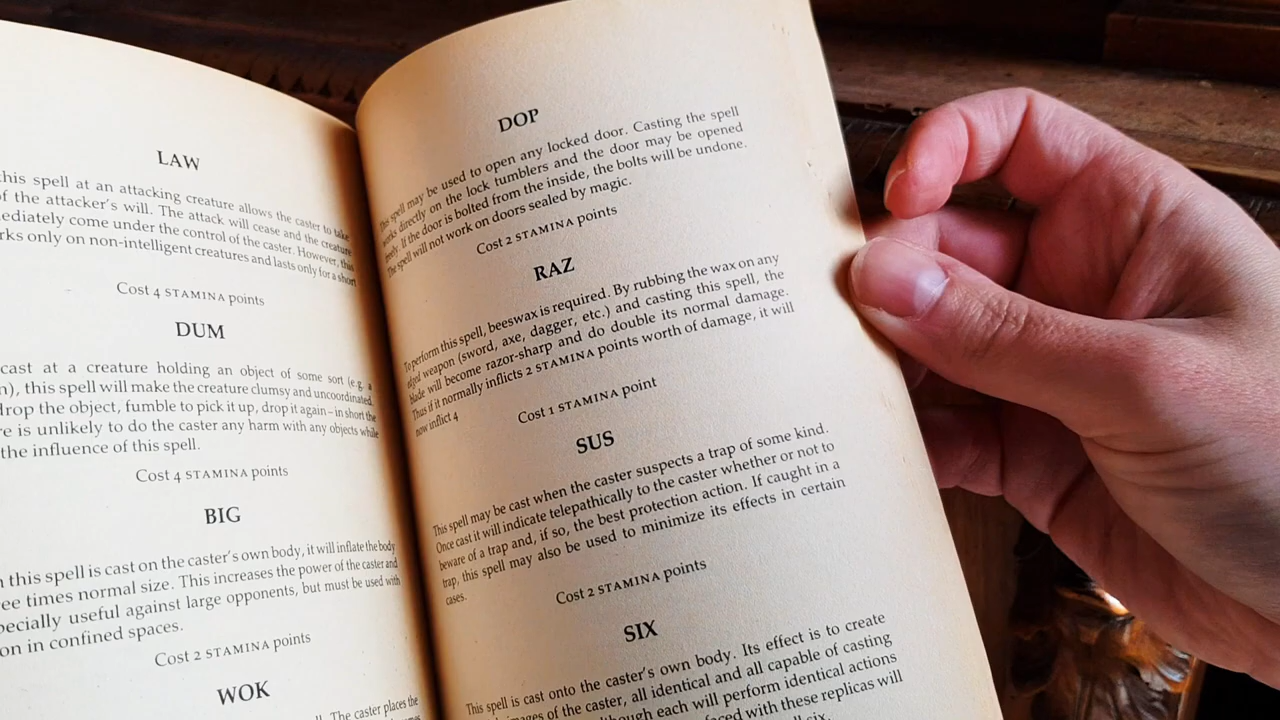 LAW
this spell at an attacking creature allows the caster to take
of the attacker's will. The attack will cease and the creature
ediately come under the control of the caster. However, this
rks only on non-intelligent creatures and lasts only for a short
Cost 4 STAMINA points
DUM
cast at a creature holding an object of some sort (e.g. a
n), this spell will make the creature clumsy and uncoordinated.
drop the object, fumble to pick it up, drop it again – in short the
re is unlikely to do the caster any harm with any objects while
the influence of this spell.
Cost 4 STAMINA points
BIG
this spell is cast on the caster's own body, it will inflate the body
ee times normal size. This increases the power of the caster and
pecially useful against large opponents, but must be used with
on in confined spaces.
Cost 2 STAMINA points
WOK
ll. The caster places the
DOP
This spell may be used to open any locked door. Casting the spell
works directly on the lock tumblers and the door may be opened
freely. If the door is bolted from the inside, the bolts will be undone.
The spell will not work on doors sealed by magic.
Cost 2 STAMINA points
RAZ
To perform this spell, beeswax is required. By rubbing the wax on any
edged weapon (sword, axe, dagger, etc.) and casting this spell, the
blade will become razor-sharp and do double its normal damage.
Thus if it normally inflicts 2 STAMINA points worth of damage, it will
now inflict 4
Cost 1 STAMINA point
SUS
This spell may be cast when the caster suspects a trap of some kind.
Once cast it will indicate telepathically to the caster whether or not to
beware of a trap and, if so, the best protection action. If caught in a
trap, this spell may also be used to minimize its effects in certain
cases.
Cost 2 STAMINA points
SIX
This spell is cast onto the caster's own body. Its effect is to create
images of the caster, all identical and all capable of casting
though each will perform identical actions
faced with these replicas will
all six.